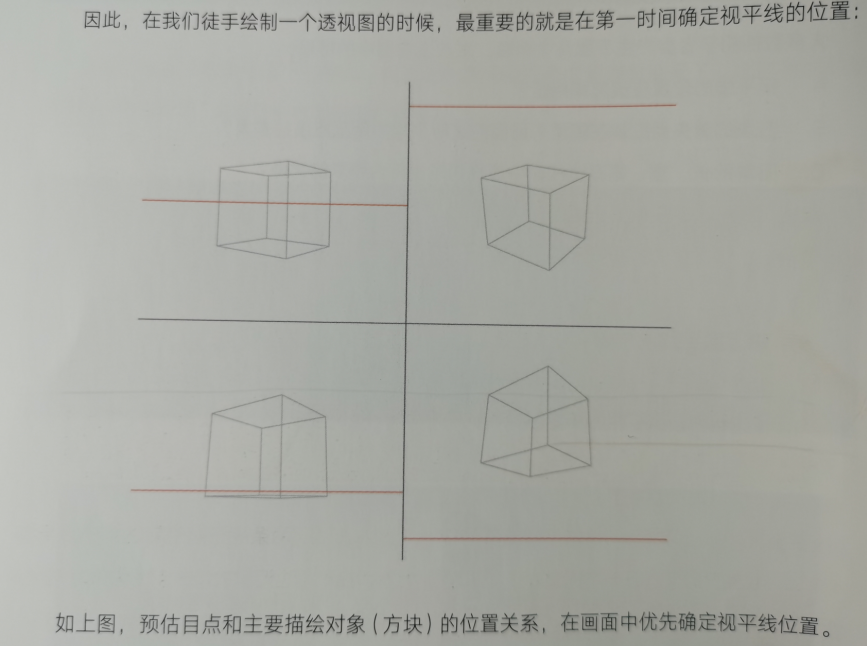 因此，在我们徒手绘制一个透视图的时候，最重要的就是在第一时间确定视平线的位置：
如上图，预估目点和主要描绘对象（方块）的位置关系，在画面中优先确定视平线位置。